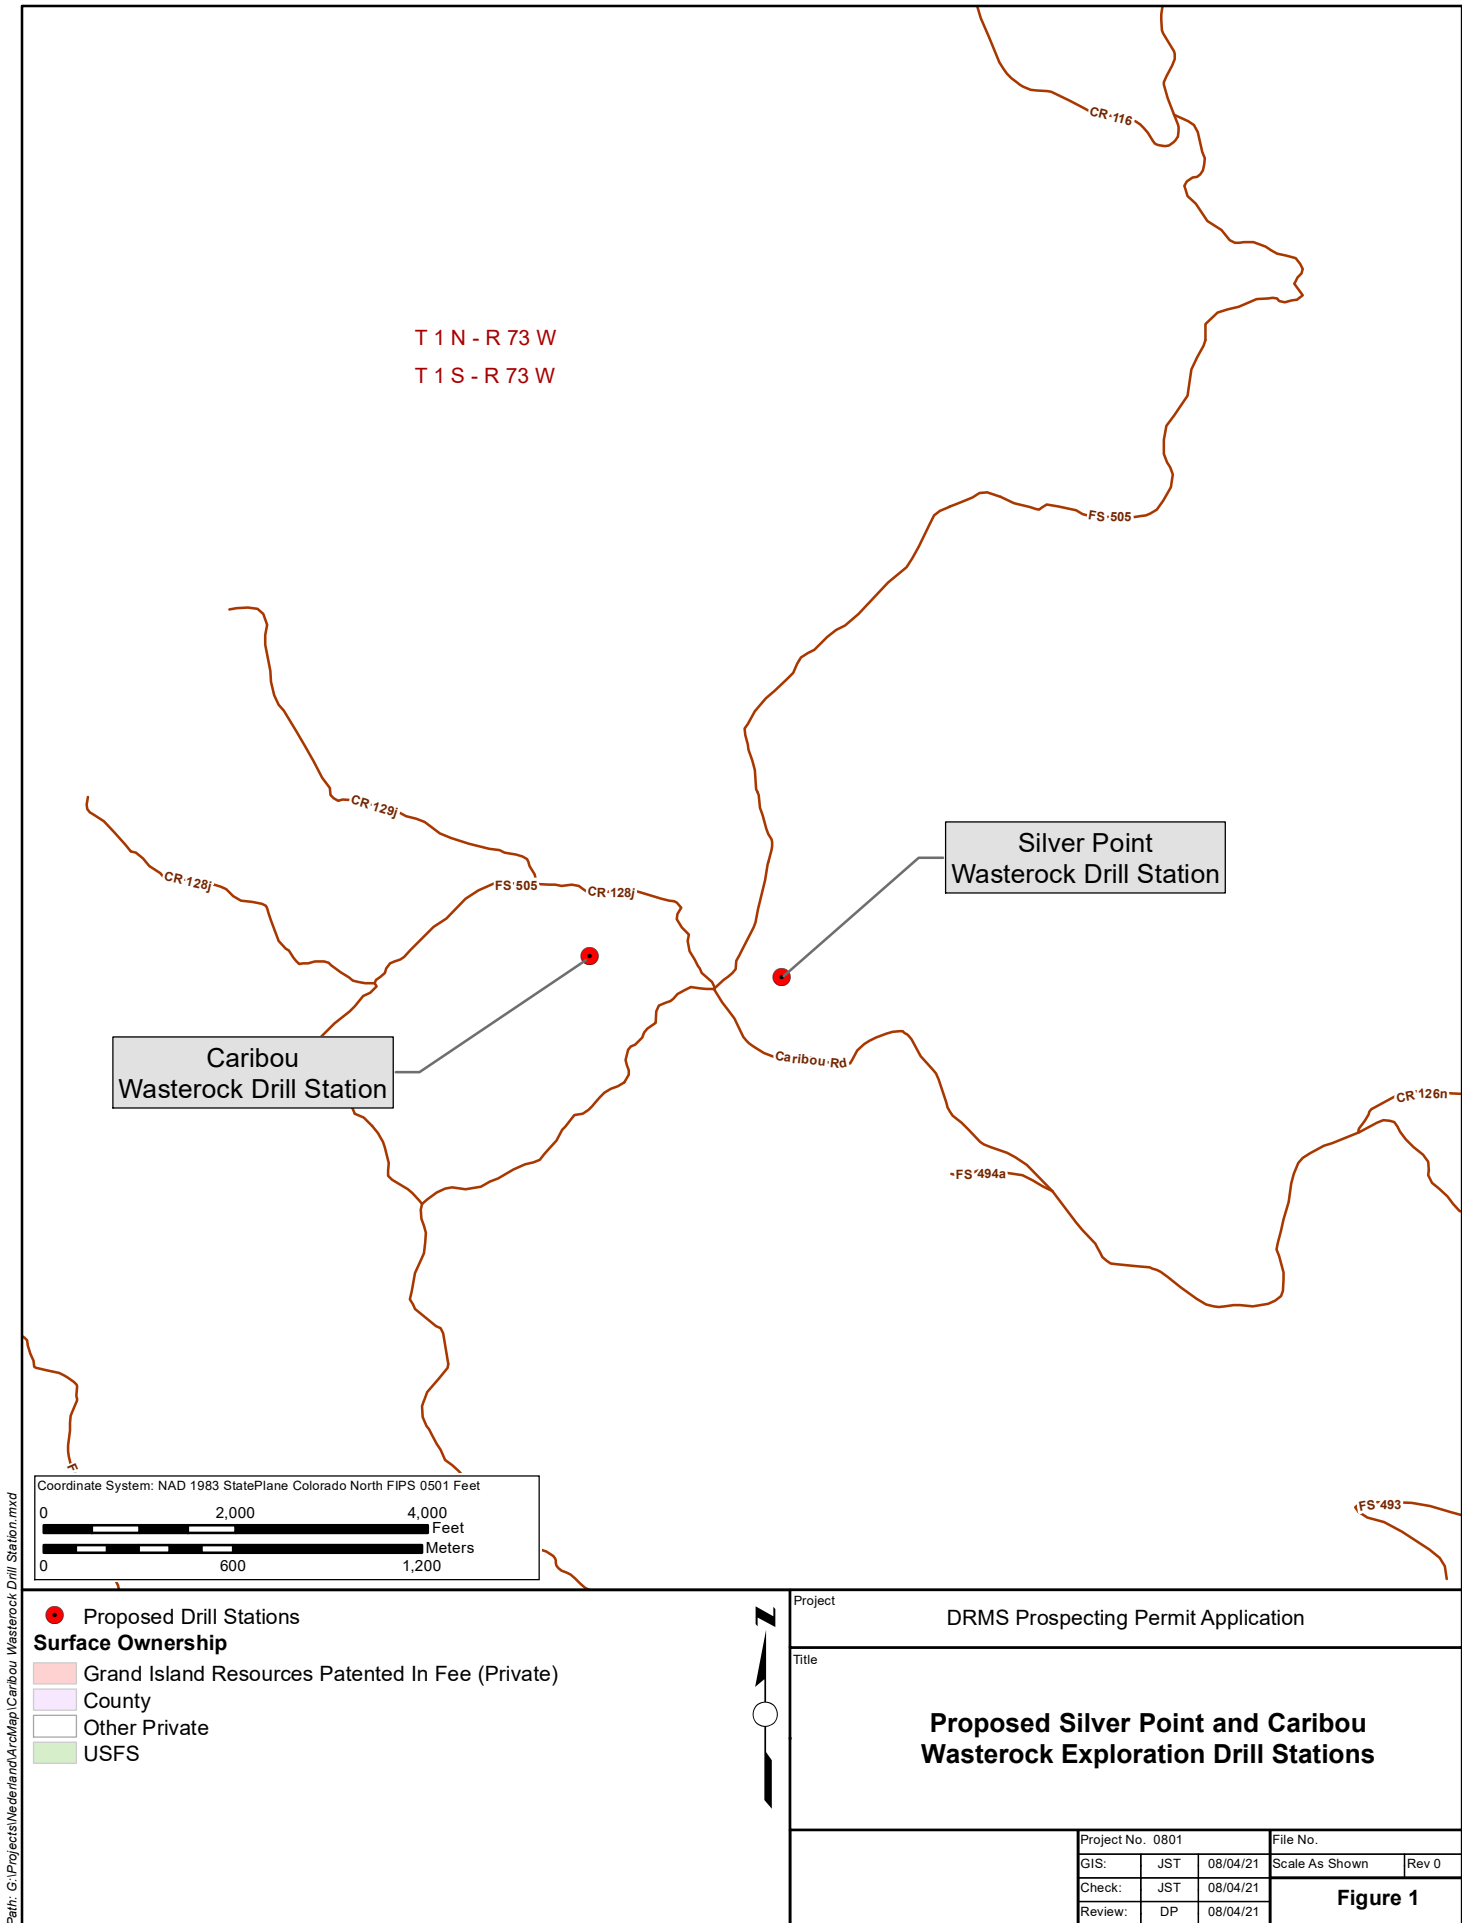 CR 116
T 1 N - R 73 W
T 1 S - R 73 W
FS 505
CR 129j
Silver Point
Wasterock Drill Station
CR 128j
FS 505
CR 128j
Caribou
Wasterock Drill Station
Caribou Rd
CR 126n
FS 494a
F
FS 493
Coordinate System: NAD 1983 StatePlane Colorado North FIPS 0501 Feet
0 2,000 4,000
Feet
Meters
0 600 1,200
Path: G:\Projects\Nederland\ArcMap\Caribou Wasterock Drill Station.mxd
Proposed Drill Stations
Surface Ownership
Grand Island Resources Patented In Fee (Private)
County
Other Private
USFS
N
Project
DRMS Prospecting Permit Application
Title
Proposed Silver Point and Caribou
Wasterock Exploration Drill Stations
Project No. 0801 File No.
GIS: JST 08/04/21 Scale As Shown Rev 0
Check: JST 08/04/21
Figure 1
Review: DP 08/04/21